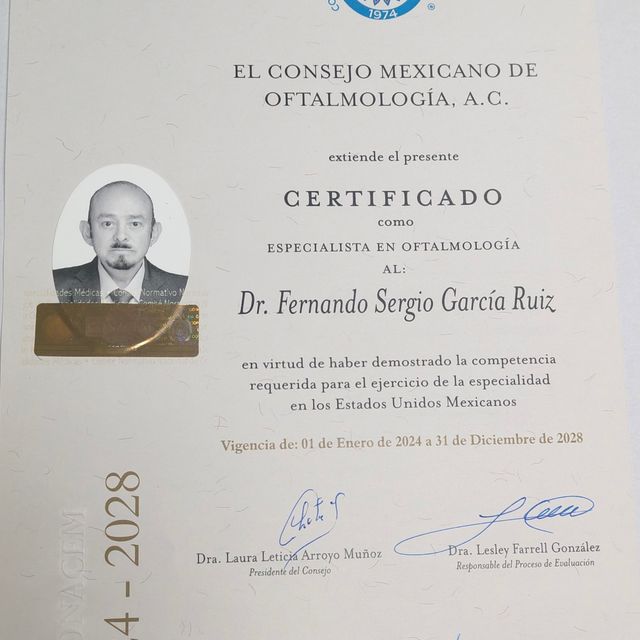 1974
®
EL CONSEJO MEXICANO DE
OFTALMOLOGÍA, A.C.
extiende el presente
CERTIFICADO
como
ESPECIALISTA EN OFTALMOLOGÍA
AL:
Dr. Fernando Sergio García Ruiz
en virtud de haber demostrado la competencia
requerida para el ejercicio de la especialidad
en los Estados Unidos Mexicanos
Vigencia de: 01 de Enero de 2024 a 31 de Diciembre de 2028
Dra. Laura Leticia Arroyo Muñoz
Presidente del Consejo
Dra. Lesley Farrell González
Responsable del Proceso de Evaluación
4 - 2028